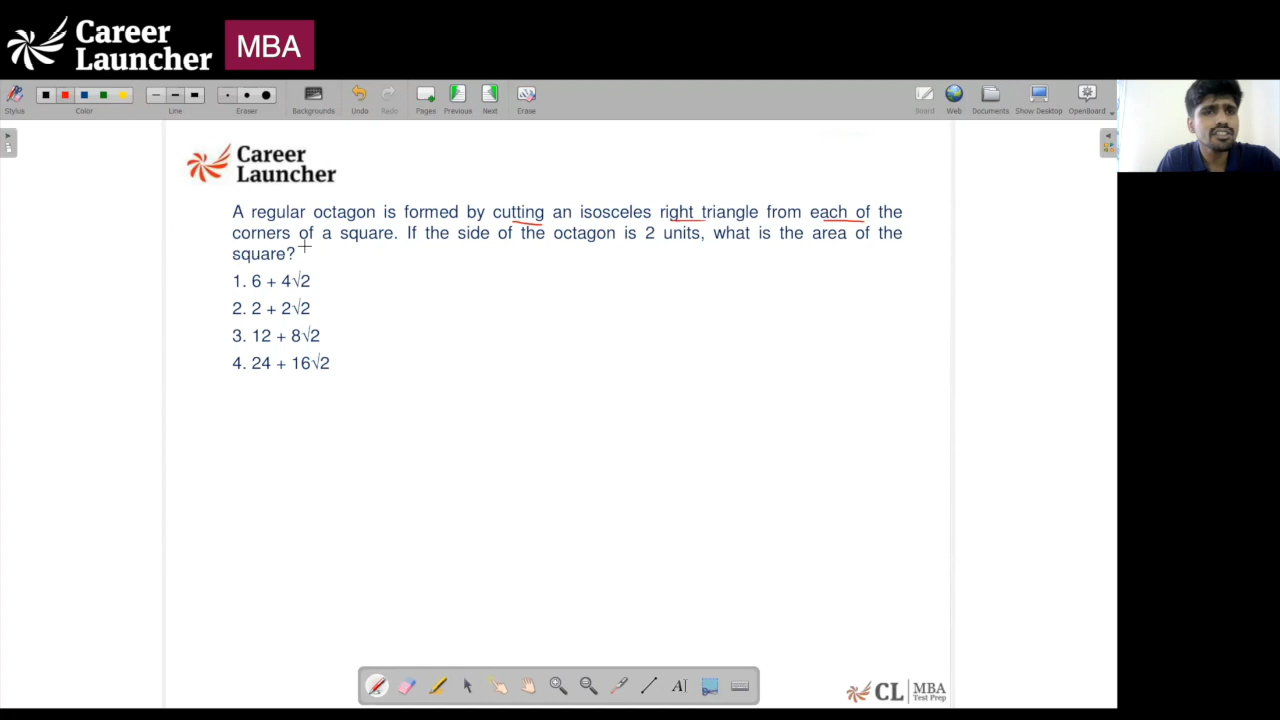 Career
Launcher
MBA
Stylus
Color
Line
Eraser
Backgrounds
Undo
Redo
Pages
Previous
Next
Erase
Board
Web
Documents
Show Desktop
OpenBoard
Career
Launcher
A regular octagon is formed by cutting an isosceles right triangle from each of the
corners of a square. If the side of the octagon is 2 units, what is the area of the
square?
1. 6 + 4√2
2. 2 + 2√2
3. 12 + 8√2
4. 24 + 16√2
CL MBA
Test Prep